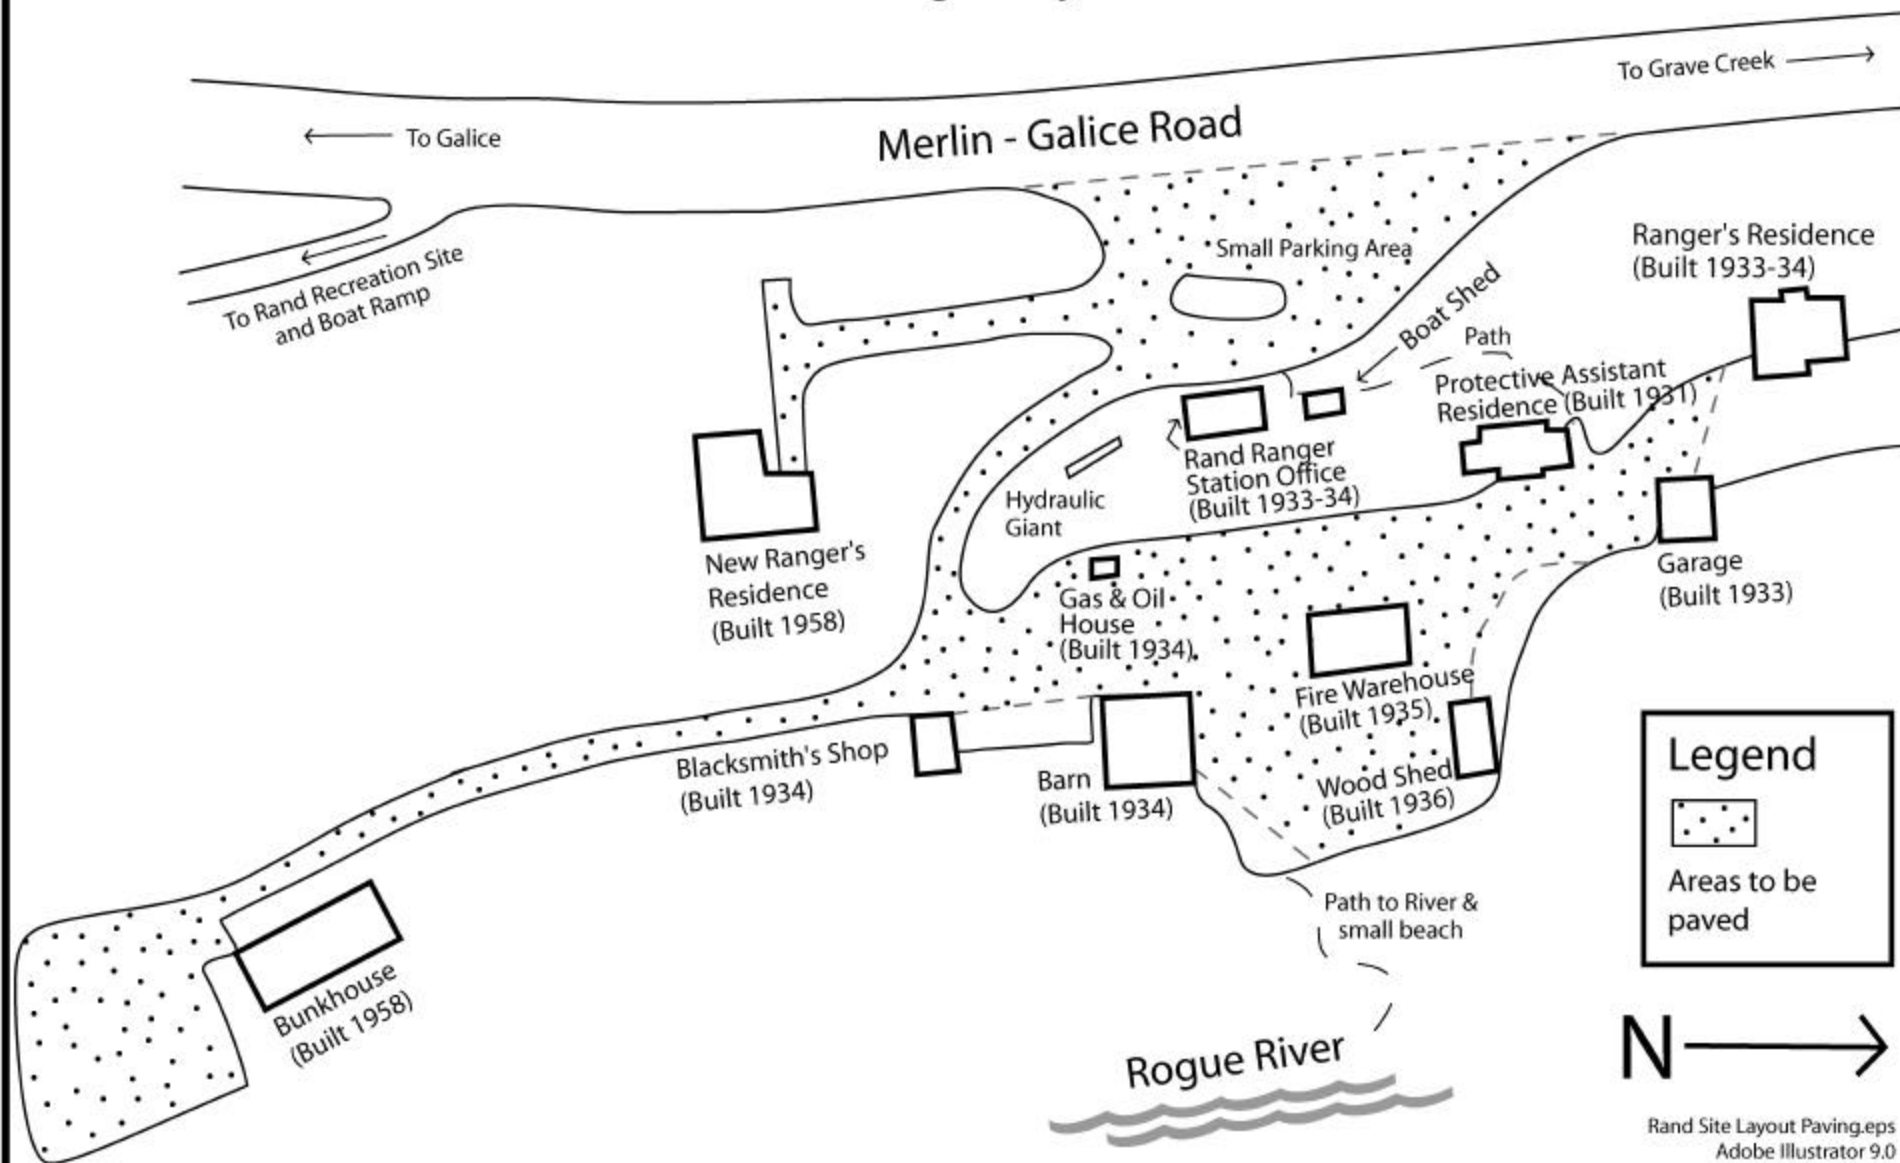 To Grave Creek
To Galice
Merlin - Galice Road
To Rand Recreation Site
and Boat Ramp
Small Parking Area
Ranger's Residence
(Built 1933-34)
Boat Shed
Path
Protective Assistant
Residence (Built 1931)
Rand Ranger
Station Office
(Built 1933-34)
Hydraulic
Giant
New Ranger's
Residence
(Built 1958)
Gas & Oil
House
(Built 1934)
Garage
(Built 1933)
Fire Warehouse
(Built 1935)
Blacksmith's Shop
(Built 1934)
Barn
(Built 1934)
Wood Shed
(Built 1936)
Legend
Areas to be
paved
Bunkhouse
(Built 1958)
Path to River &
small beach
Rogue River
N
Rand Site Layout Paving.eps
Adobe Illustrator 9.0